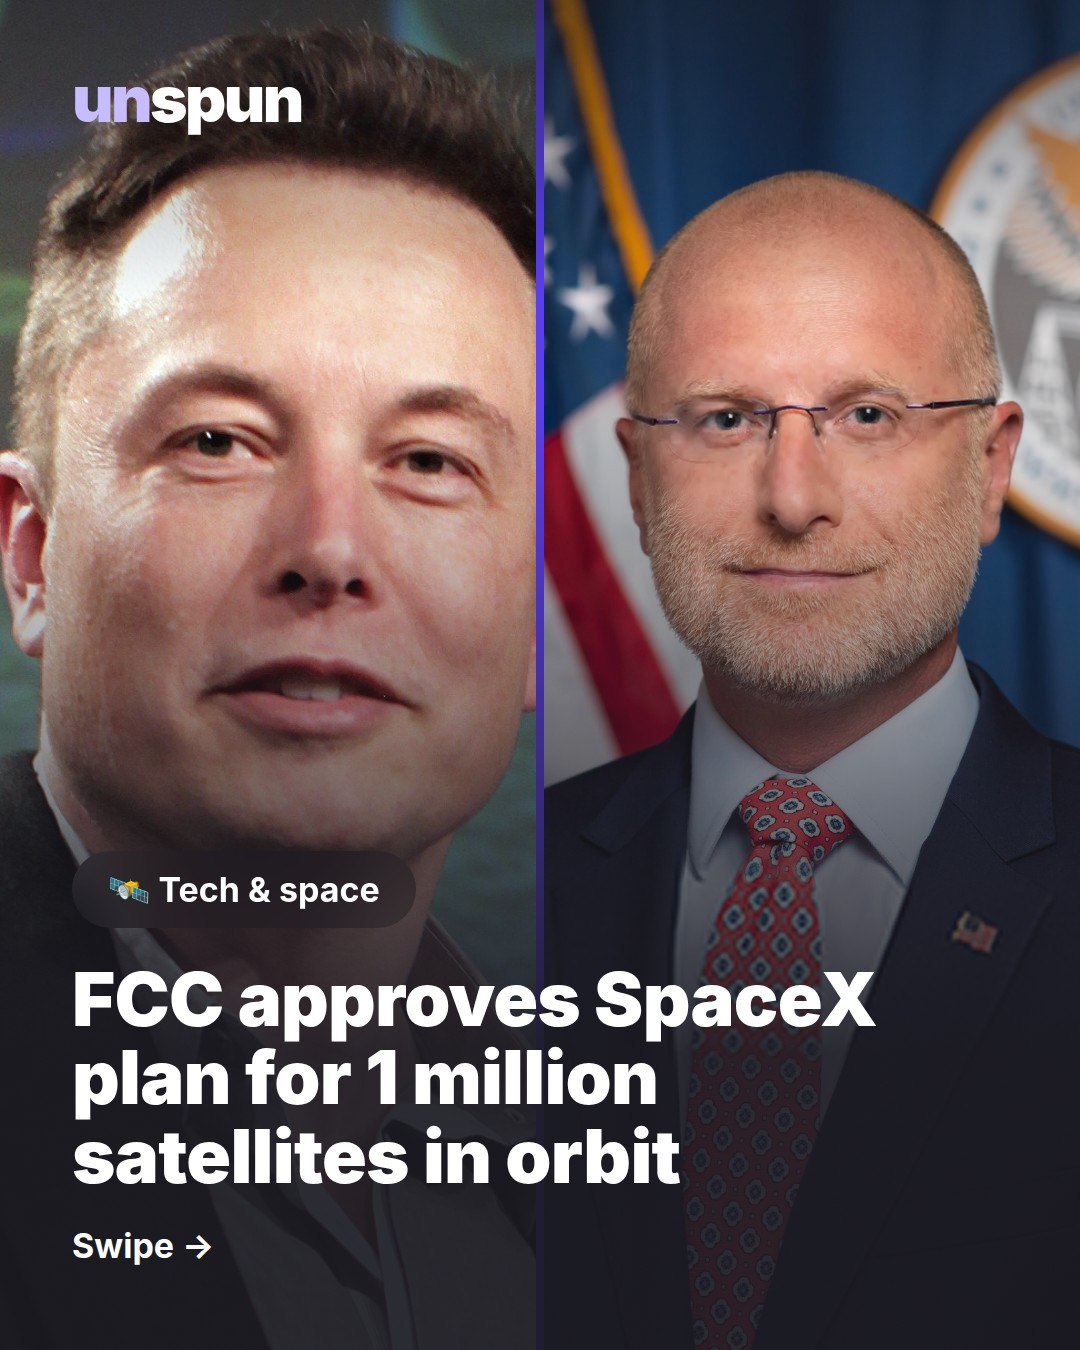 unspun
Tech & space
FCC approves SpaceX
plan for 1 million
satellites in orbit
Swipe →